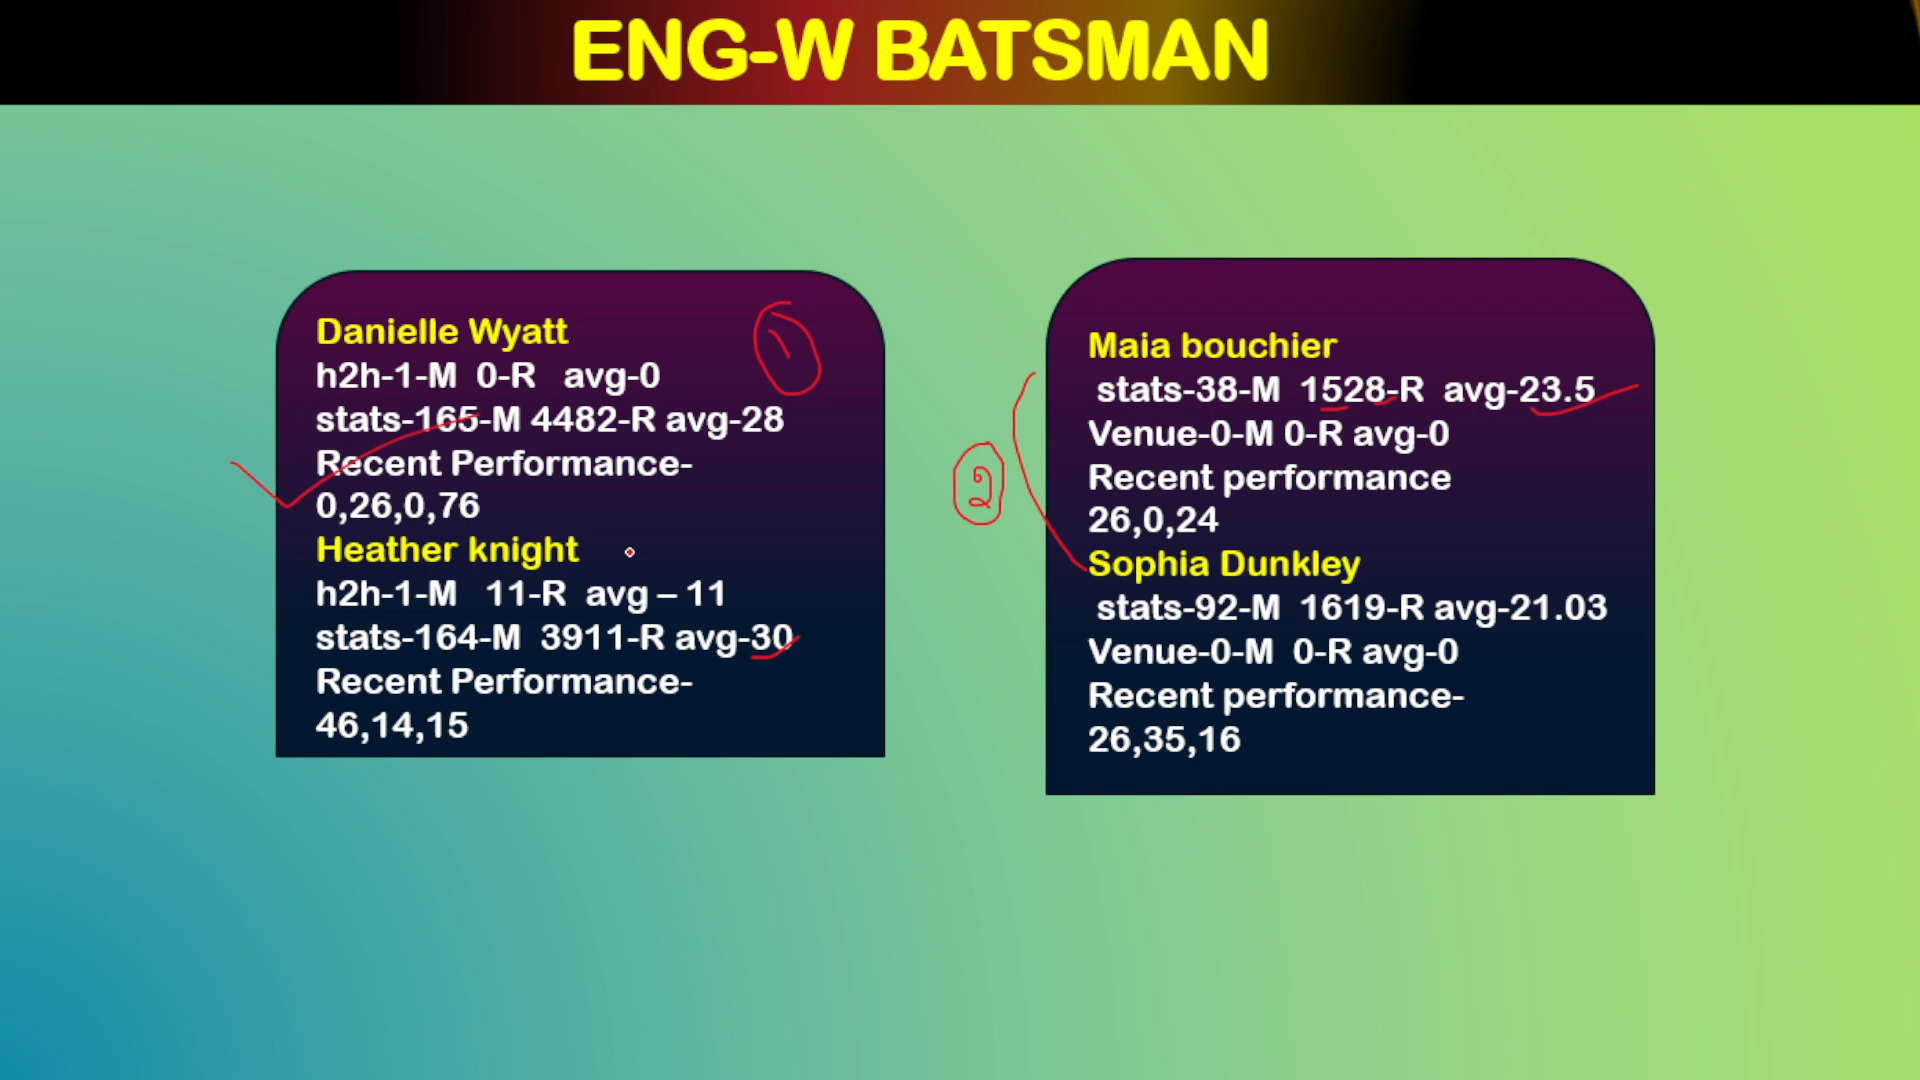 ENG-W BATSMAN
Danielle Wyatt
h2h-1-M 0-R avg-0
stats-165-M 4482-R avg-28
Recent Performance-
0,26,0,76
Heather knight
h2h-1-M 11-R avg – 11
stats-164-M 3911-R avg-30
Recent Performance-
46,14,15
1
2
Maia bouchier
stats-38-M 1528-R avg-23.5
Venue-0-M 0-R avg-0
Recent performance
26,0,24
Sophia Dunkley
stats-92-M 1619-R avg-21.03
Venue-0-M 0-R avg-0
Recent performance-
26,35,16